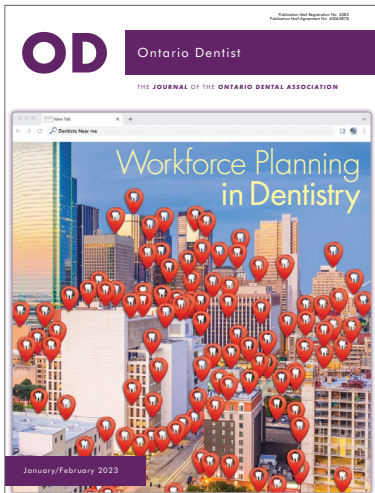 Publication Mail Registration No. 5083
Publication Mail Agreement No. 40063878
OD
Ontario Dentist
THE JOURNAL OF THE ONTARIO DENTAL ASSOCIATION
New Tab
Dentists Near me
Workforce Planning
in Dentistry
January/February 2023